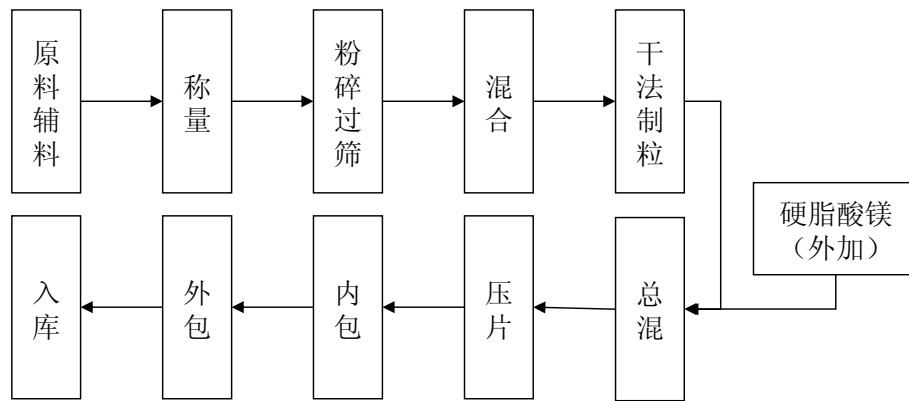 原料辅料
称量
粉碎过筛
混合
干法制粒
硬脂酸镁
（外加）
总混
压片
内包
外包
入库